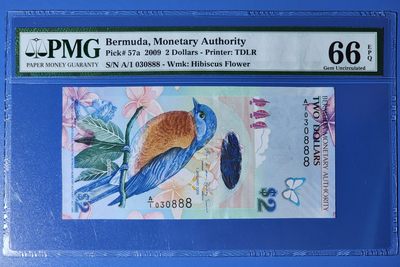 PMG
PAPER MONEY GUARANTY
Bermuda, Monetary Authority
Pick# 57a 2009 2 Dollars - Printer: TDLR
S/N A/1 030888 - Wmk: Hibiscus Flower
66 EPQ
Gem Uncirculated
BERMUDA MONETARY AUTHORITY
TWO DOLLARS
A/1 030888
$2
A/1 030888
$2